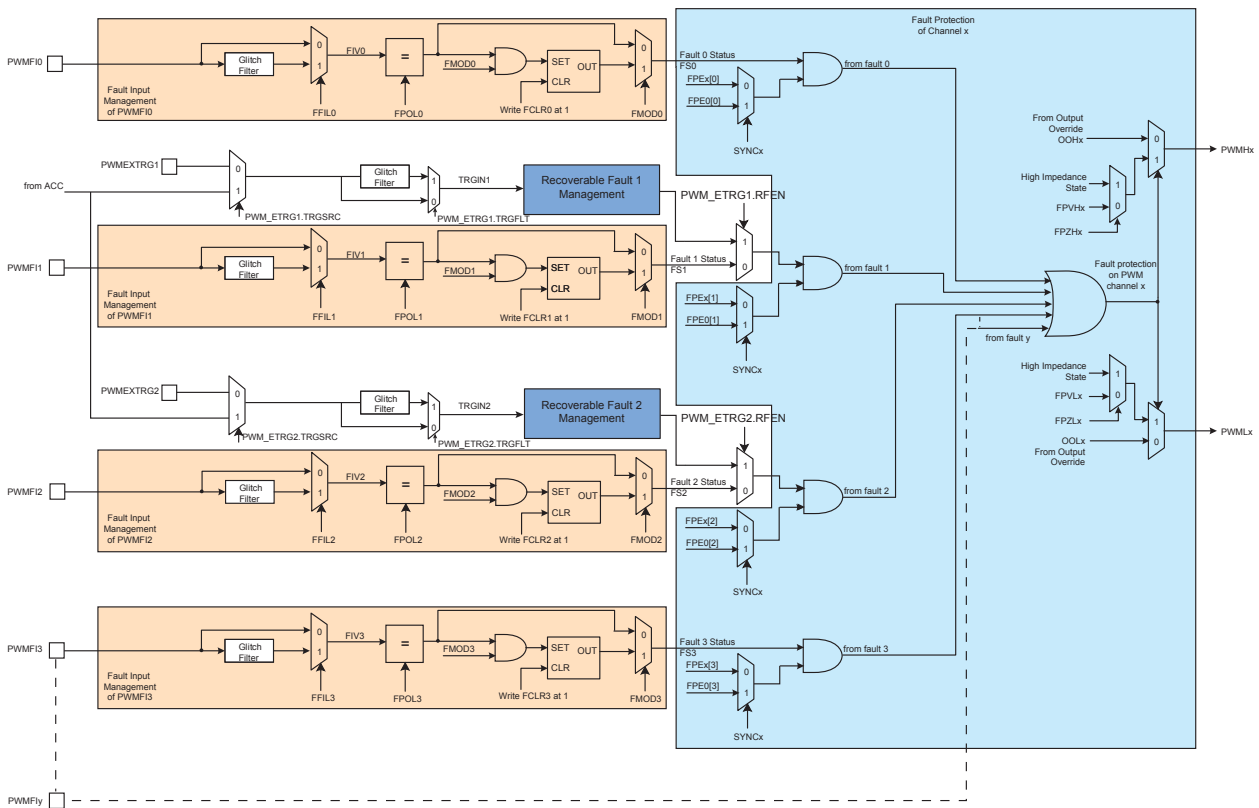 Fault Protection
of Channel x
PWMFI0
Glitch
Filter
0
1
FIV0
=
FMOD0
SET
OUT
CLR
0
1
Fault Input
Management
of PWMFI0
FFIL0
FPOL0
Write FCLR0 at 1
FMOD0
Fault 0 Status
FS0
FPEx[0]
FPE0[0]
0
1
SYNCx
from fault 0
From Output
Override
OOHx
0
1
PWMHx
High Impedance
State
FPVHx
FPZHx
1
0
PWMEXTRG1
from ACC
0
1
PWM_ETRG1.TRGSRC
Glitch
Filter
1
0
TRGIN1
PWM_ETRG1.TRGFLT
Recoverable Fault 1
Management
PWM_ETRG1.RFEN
1
0
PWMFI1
Glitch
Filter
0
1
FIV1
=
FMOD1
SET
OUT
CLR
0
1
Fault Input
Management
of PWMFI1
FFIL1
FPOL1
Write FCLR1 at 1
FMOD1
Fault 1 Status
FS1
FPEx[1]
FPE0[1]
0
1
SYNCx
from fault 1
Fault protection
on PWM
channel x
from fault y
PWMEXTRG2
0
1
PWM_ETRG2.TRGSRC
Glitch
Filter
1
0
TRGIN2
PWM_ETRG2.TRGFLT
Recoverable Fault 2
Management
PWM_ETRG2.RFEN
1
0
High Impedance
State
FPVLx
FPZLx
1
0
OOLx
From Output
Override
1
0
PWMLx
PWMFI2
Glitch
Filter
0
1
FIV2
=
FMOD2
SET
OUT
CLR
0
1
Fault Input
Management
of PWMFI2
FFIL2
FPOL2
Write FCLR2 at 1
FMOD2
Fault 2 Status
FS2
FPEx[2]
FPE0[2]
0
1
SYNCx
from fault 2
PWMFI3
Glitch
Filter
0
1
FIV3
=
FMOD3
SET
OUT
CLR
0
1
Fault Input
Management
of PWMFI3
FFIL3
FPOL3
Write FCLR3 at 1
FMOD3
Fault 3 Status
FS3
FPEx[3]
FPE0[3]
0
1
SYNCx
from fault 3
PWMFIy